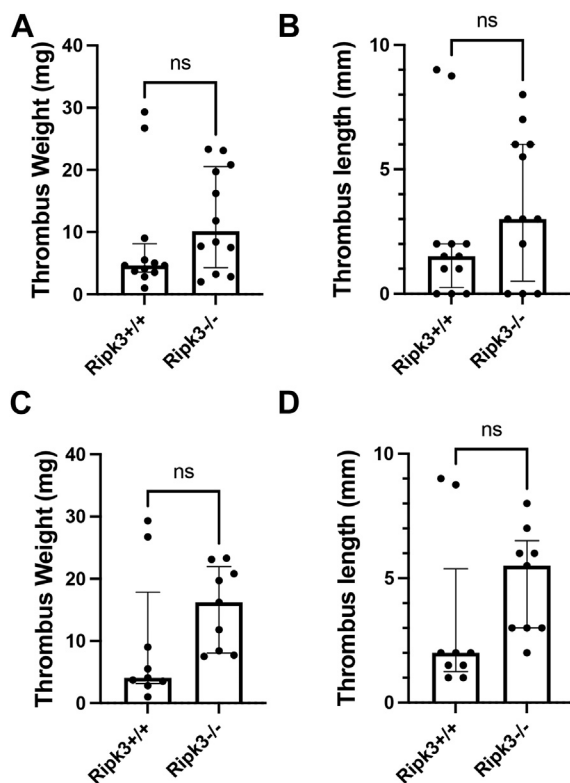 A
Thrombus Weight (mg)
40
30
20
10
0
ns
Ripk3+/+
Ripk3-/-
B
Thrombus length (mm)
10
5
0
ns
Ripk3+/+
Ripk3-/-
C
Thrombus Weight (mg)
40
30
20
10
0
ns
Ripk3+/+
Ripk3-/-
D
Thrombus length (mm)
10
5
0
ns
Ripk3+/+
Ripk3-/-